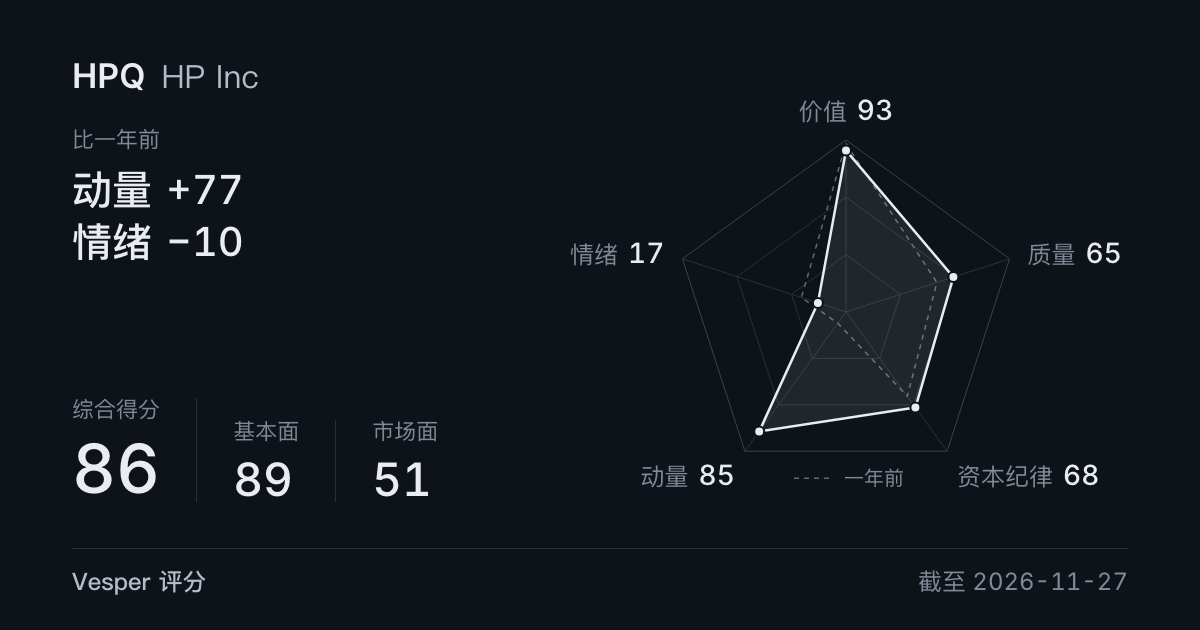 HPQ HP Inc
比一年前
动量 +77
情绪 −10
综合得分
86
基本面
89
市场面
51
价值 93
情绪 17
质量 65
动量 85
一年前
资本纪律 68
Vesper 评分
截至 2026-11-27